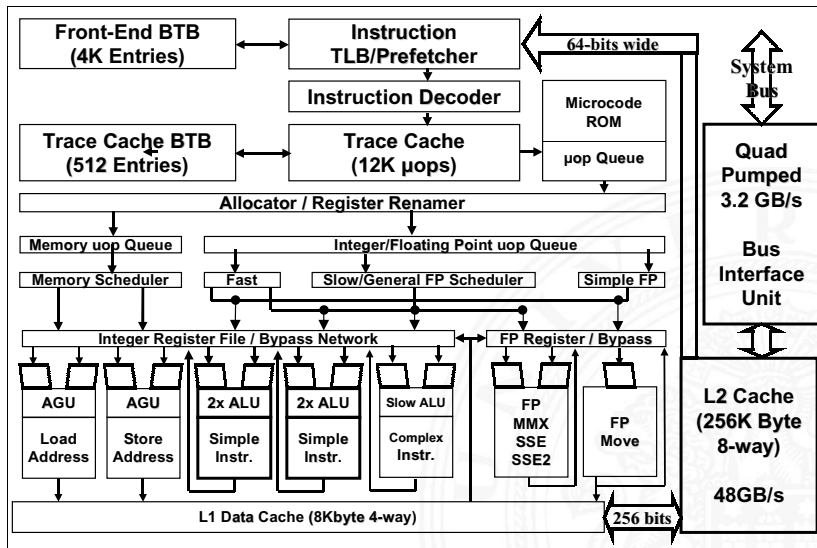 Front-End BTB
(4K Entries)
Instruction
TLB/Prefetcher
64-bits wide
System
Bus
Instruction Decoder
Microcode
ROM
Trace Cache BTB
(512 Entries)
Trace Cache
(12K µops)
µop Queue
Quad
Pumped
3.2 GB/s
Bus
Interface
Unit
Allocator / Register Renamer
Memory uop Queue
Integer/Floating Point uop Queue
Memory Scheduler
Fast
Slow/General FP Scheduler
Simple FP
Integer Register File / Bypass Network
FP Register / Bypass
AGU
AGU
2x ALU
2x ALU
Slow ALU
Load
Address
Store
Address
Simple
Instr.
Simple
Instr.
Complex
Instr.
FP
MMX
SSE
SSE2
FP
Move
L2 Cache
(256K Byte
8-way)
48GB/s
L1 Data Cache (8Kbyte 4-way)
256 bits